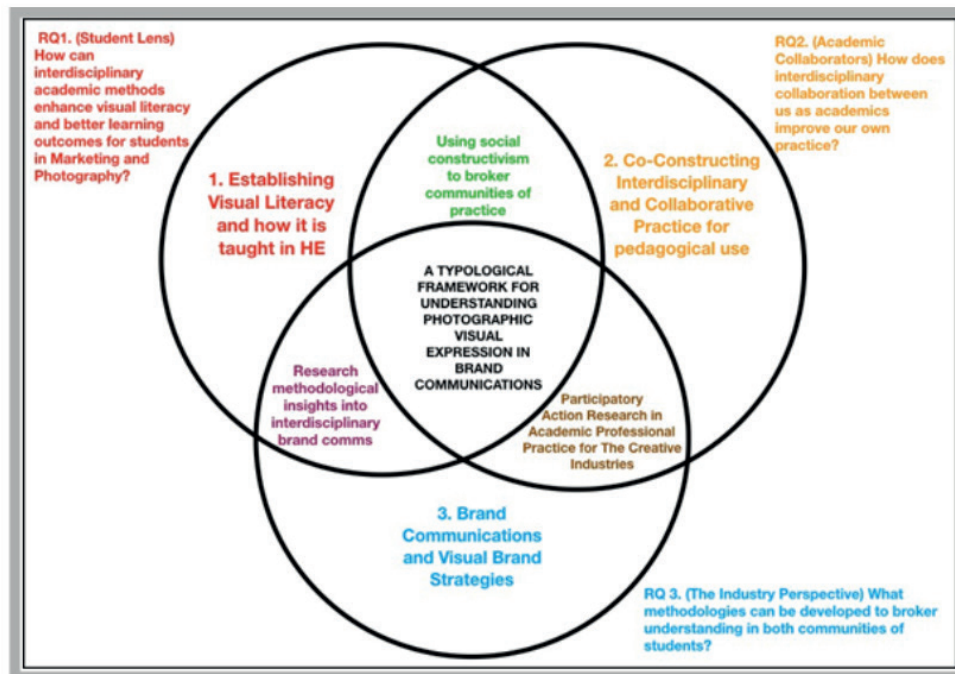 RQ1. (Student Lens)
How can
interdisciplinary
academic methods
enhance visual literacy
and better learning
outcomes for students
in Marketing and
Photography?
RQ2. (Academic
Collaborators) How does
interdisciplinary
collaboration between
us as academics
improve our own
practice?
1. Establishing
Visual Literacy
and how it is
taught in HE
Using social
constructivism
to broker
communities of
practice
2. Co-Constructing
Interdisciplinary
and Collaborative
Practice for
pedagogical use
A TYPOLOGICAL
FRAMEWORK FOR
UNDERSTANDING
PHOTOGRAPHIC
VISUAL
EXPRESSION IN
BRAND
COMMUNICATIONS
Research
methodological
insights into
interdisciplinary
brand comms
Participatory
Action Research in
Academic Professional
Practice for The Creative
Industries
3. Brand
Communications
and Visual Brand
Strategies
RQ 3. (The Industry Perspective) What
methodologies can be developed to broker
understanding in both communities of
students?